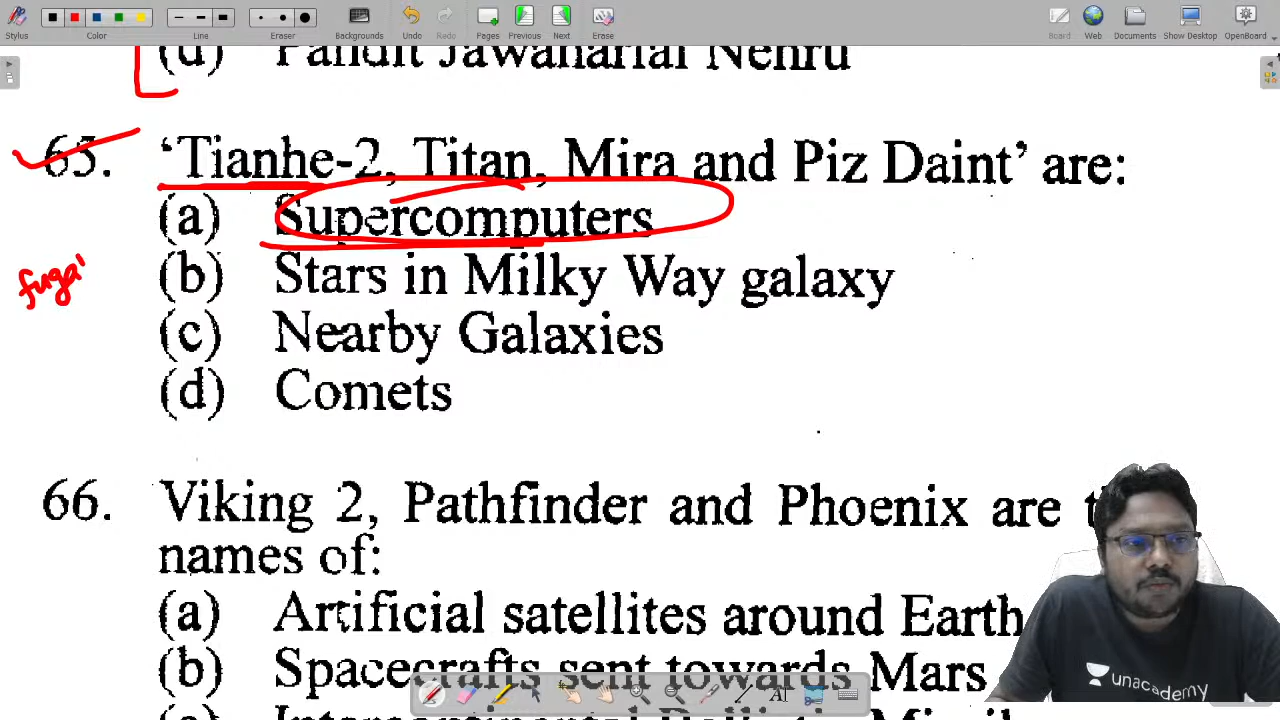 Stylus Color Line Eraser Backgrounds Undo Redo Pages Previous Next Erase Board Web Documents Show Desktop OpenBoard
(d) Pandit Jawaharlal Nehru
65. ‘Tianhe-2, Titan, Mira and Piz Daint’ are:
(a) Supercomputers
fuga'
(b) Stars in Milky Way galaxy
(c) Nearby Galaxies
(d) Comets
66. Viking 2, Pathfinder and Phoenix are
names of:
(a) Artificial satellites around Earth
(b) Spacecrafts sent towards Mars
unacademy